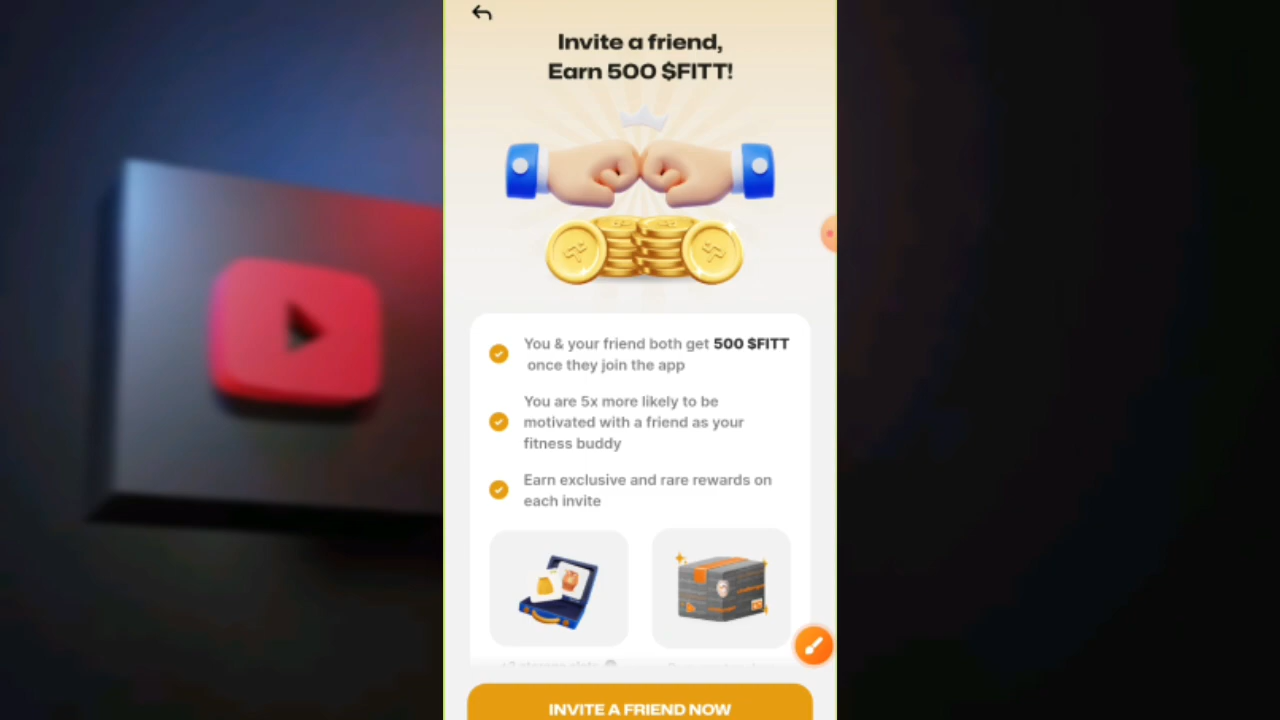 Invite a friend,
Earn 500 $FITT!
You & your friend both get 500 $FITT
once they join the app
You are 5x more likely to be
motivated with a friend as your
fitness buddy
Earn exclusive and rare rewards on
each invite
INVITE A FRIEND NOW